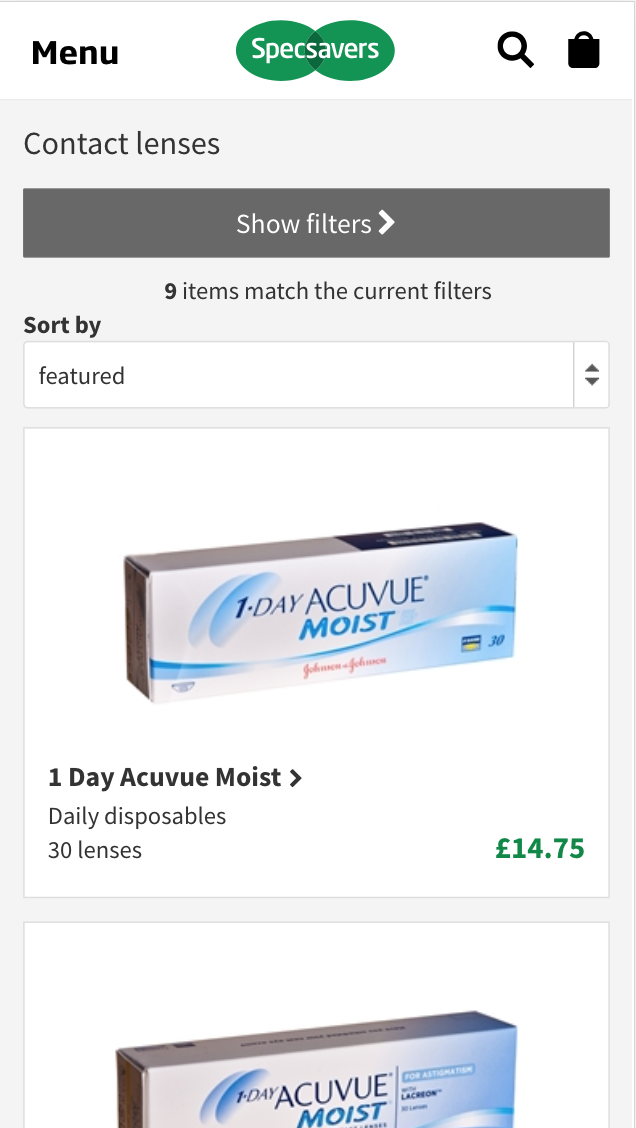 Menu
Specsavers
Contact lenses
Show filters
9 items match the current filters
Sort by
featured
1·DAY ACUVUE®
MOIST
30
Johnson & Johnson
1 Day Acuvue Moist
Daily disposables
30 lenses
£14.75
1·DAY ACUVUE®
MOIST
FOR ASTIGMATISM
WITH
LACREON™
30 Lenses